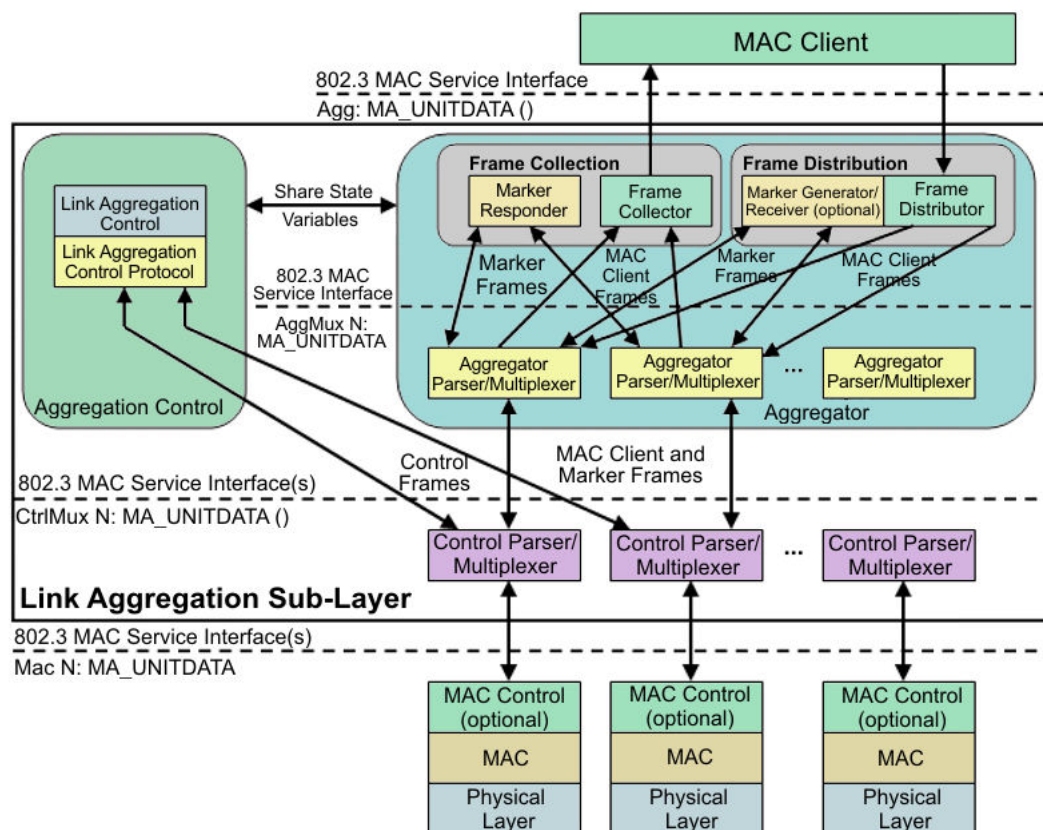 MAC Client
802.3 MAC Service Interface
Agg: MA_UNITDATA ()
Frame Collection
Frame Distribution
Marker
Responder
Frame
Collector
Marker Generator/
Receiver (optional)
Frame
Distributor
Share State
Variables
Link Aggregation
Control
Link Aggregation
Control Protocol
Marker
Frames
MAC
Client
Frames
Marker
Frames
MAC Client
Frames
802.3 MAC
Service Interface
AggMux N:
MA_UNITDATA
Aggregator
Parser/Multiplexer
Aggregator
Parser/Multiplexer
...
Aggregator
Parser/Multiplexer
Aggregation Control
Aggregator
Control
Frames
MAC Client and
Marker Frames
802.3 MAC Service Interface(s)
CtrlMux N: MA_UNITDATA ()
Control Parser/
Multiplexer
Control Parser/
Multiplexer
...
Control Parser/
Multiplexer
Link Aggregation Sub-Layer
802.3 MAC Service Interface(s)
Mac N: MA_UNITDATA
MAC Control
(optional)
MAC
Physical
Layer
MAC Control
(optional)
MAC
Physical
Layer
MAC Control
(optional)
MAC
Physical
Layer